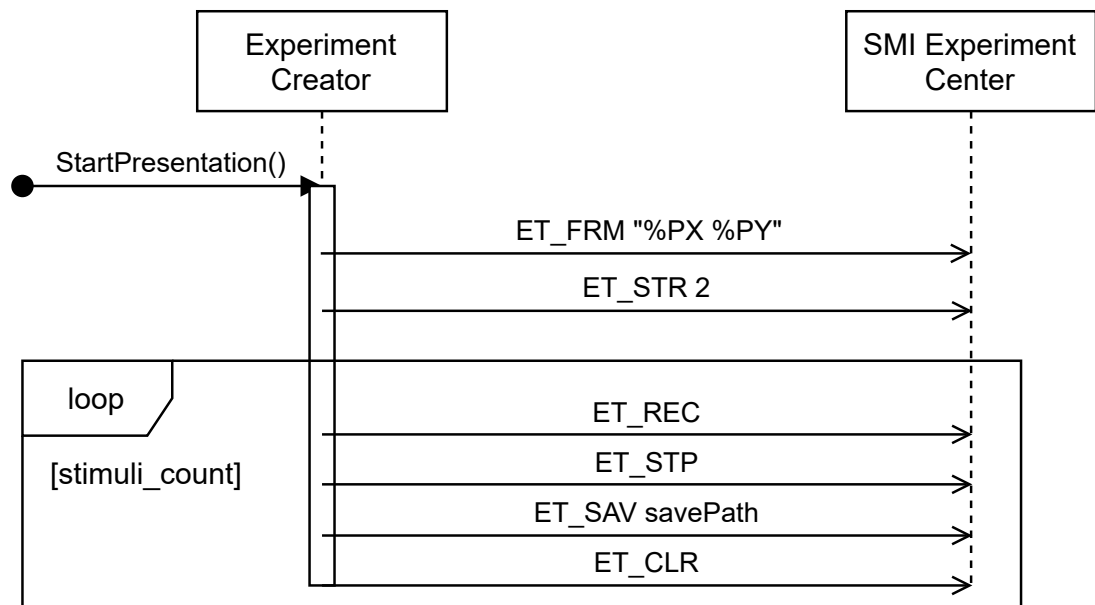 Experiment
Creator
SMI Experiment
Center
StartPresentation()
ET_FRM "%PX %PY"
ET_STR 2
loop
[stimuli_count]
ET_REC
ET_STP
ET_SAV savePath
ET_CLR